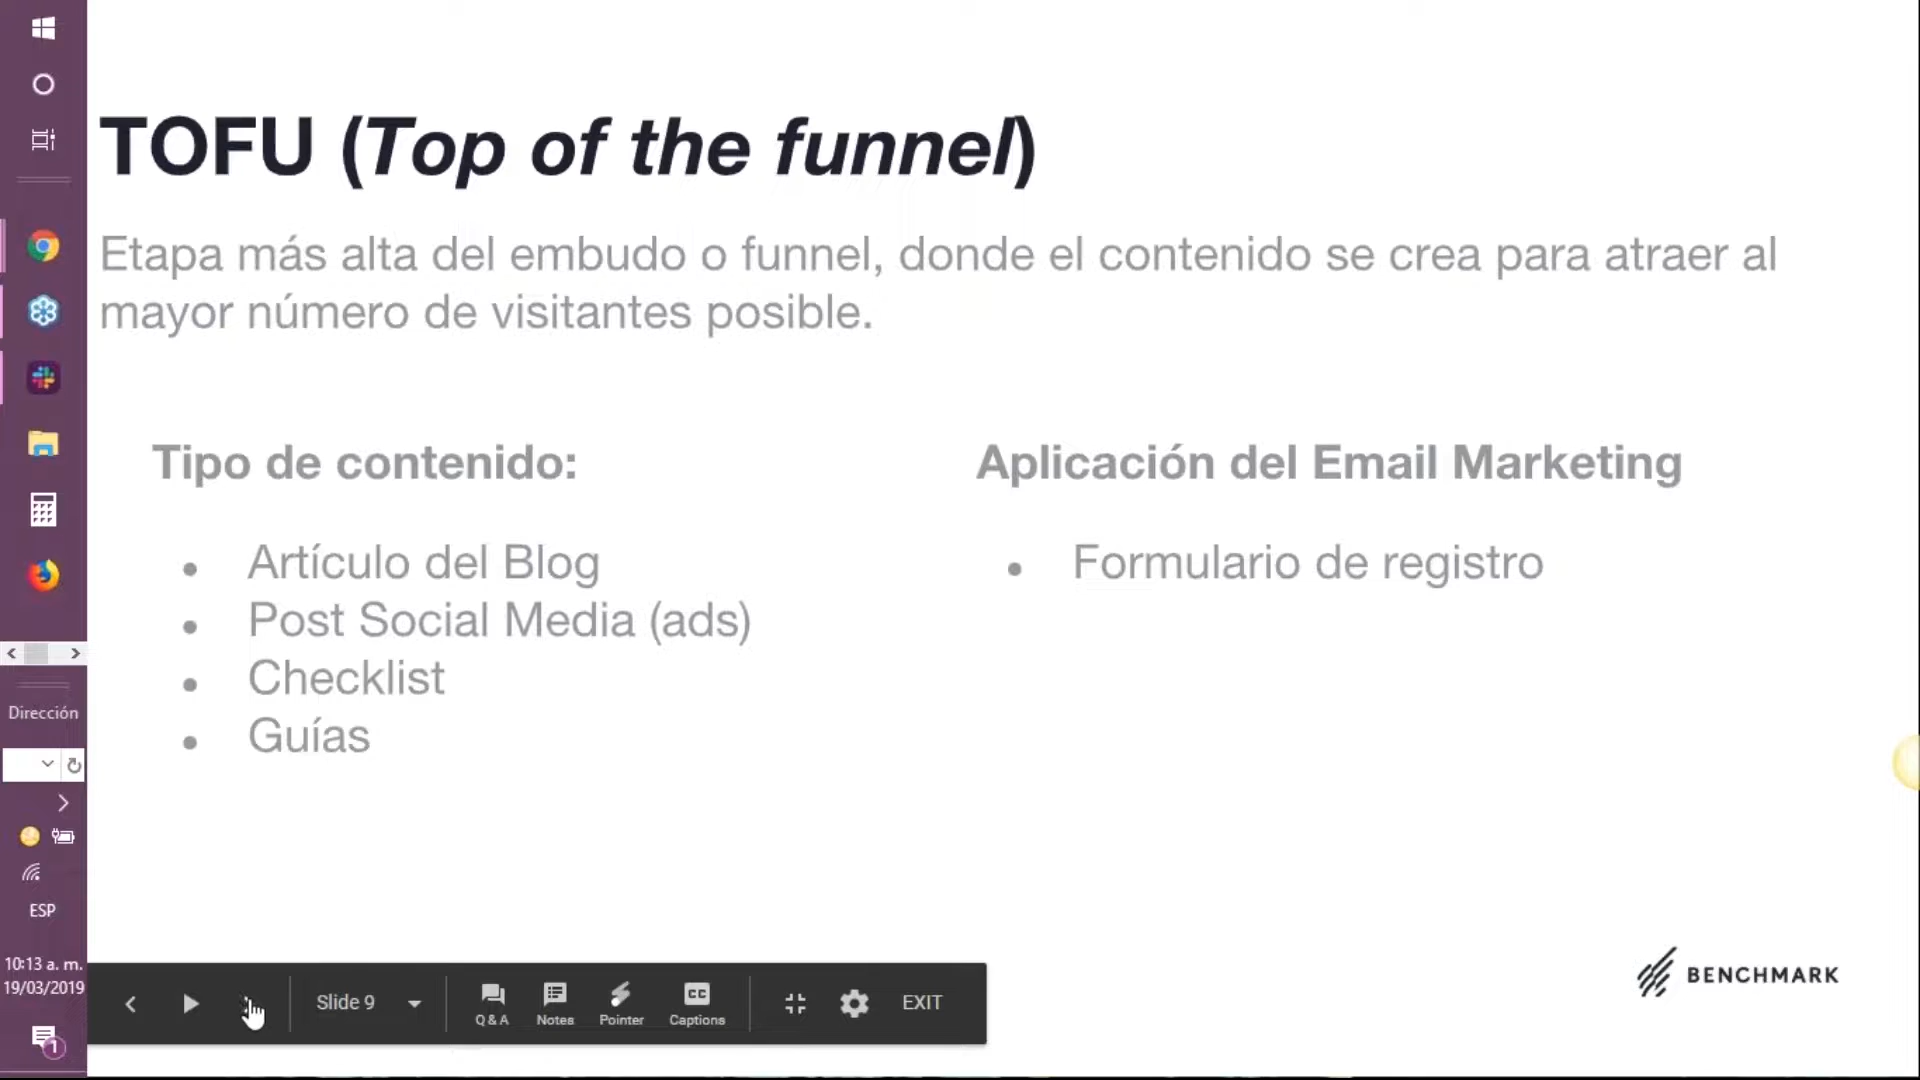 TOFU (Top of the funnel)
Etapa más alta del embudo o funnel, donde el contenido se crea para atraer al
mayor número de visitantes posible.
Tipo de contenido:
Artículo del Blog
Post Social Media (ads)
Checklist
Guías
Aplicación del Email Marketing
Formulario de registro
BENCHMARK
Dirección
ESP
10:13 a. m.
19/03/2019
1
Slide 9
Q & A
Notes
Pointer
CC
Captions
EXIT